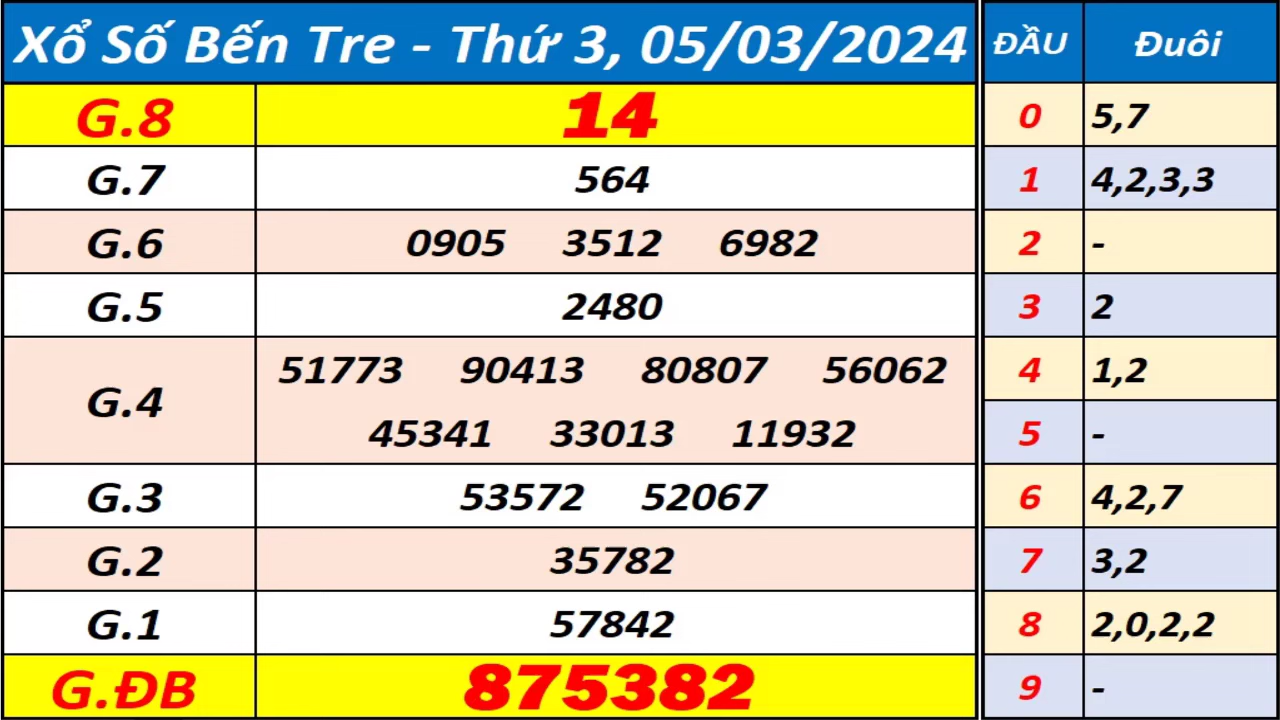 Xổ Số Bến Tre - Thứ 3, 05/03/2024
G.8 14
G.7 564
G.6 0905 3512 6982
G.5 2480
G.4 51773 90413 80807 56062
45341 33013 11932
G.3 53572 52067
G.2 35782
G.1 57842
G.ĐB 875382
ĐẦU Đuôi
0 5,7
1 4,2,3,3
2 -
3 2
4 1,2
5 -
6 4,2,7
7 3,2
8 2,0,2,2
9 -